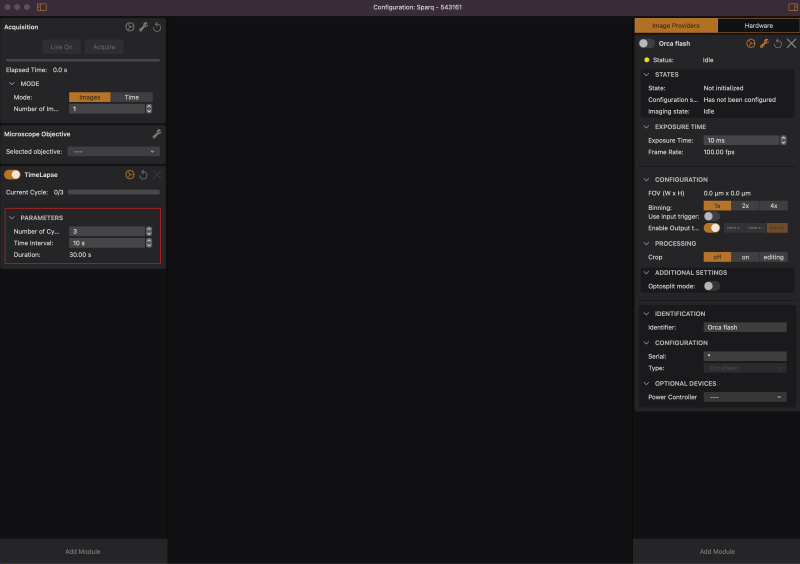 Configuration: Sparq - 543161
Acquisition
Live On
Acquire
Elapsed Time: 0.0 s
MODE
Mode: Images Time
Number of Im... 1
Microscope Objective
Selected objective: ---
TimeLapse
Current Cycle: 0/3
PARAMETERS
Number of Cy... 3
Time Interval: 10 s
Duration: 30.00 s
Add Module
Image Providers Hardware
Orca flash
Status: Idle
STATES
State: Not initialized
Configuration s... Has not been configured
Imaging state: Idle
EXPOSURE TIME
Exposure Time: 10 ms
Frame Rate: 100.00 fps
CONFIGURATION
FOV (W x H) 0.0 µm x 0.0 µm
Binning: 1x 2x 4x
Use input trigger:
Enable Output t...
PROCESSING
Crop off on editing
ADDITIONAL SETTINGS
Optosplit mode:
IDENTIFICATION
Identifier: Orca flash
CONFIGURATION
Serial: *
Type: Orcaflash
OPTIONAL DEVICES
Power Controller ----
Add Module